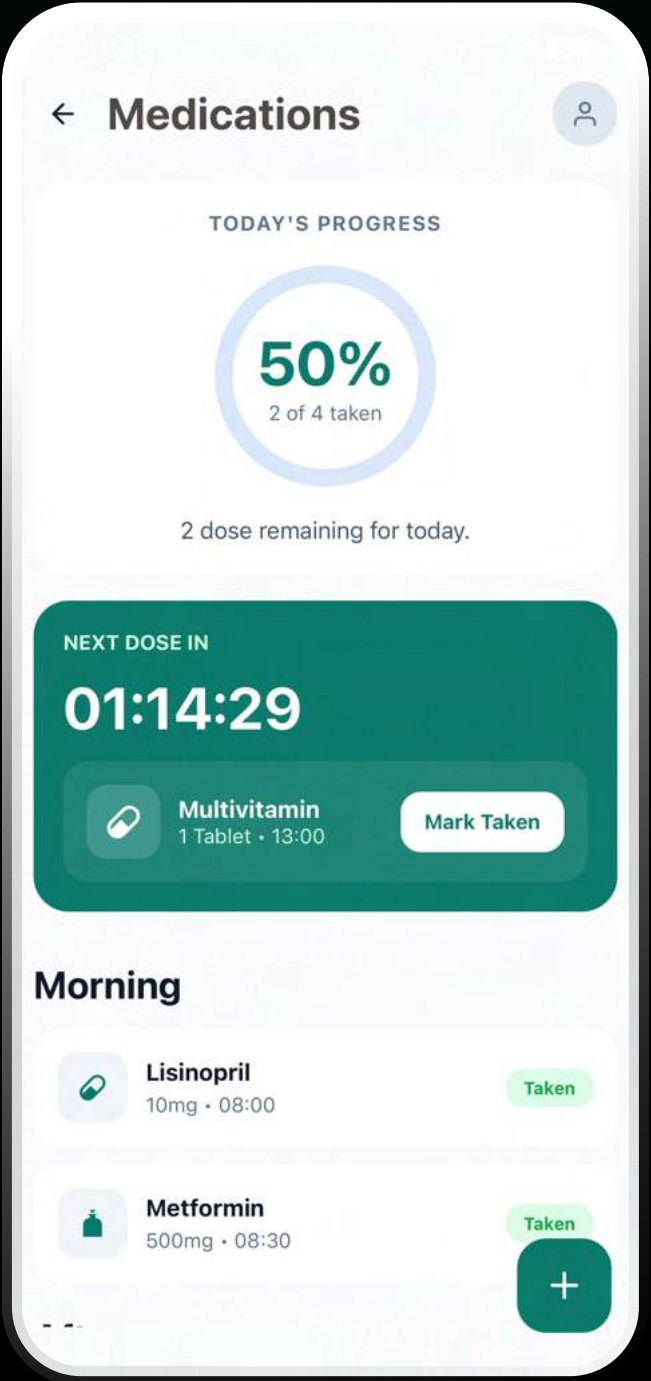 Medications
TODAY'S PROGRESS
50%
2 of 4 taken
2 dose remaining for today.
NEXT DOSE IN
01:14:29
Multivitamin
1 Tablet • 13:00
Mark Taken
Morning
Lisinopril
10mg • 08:00
Taken
Metformin
500mg • 08:30
Taken
+